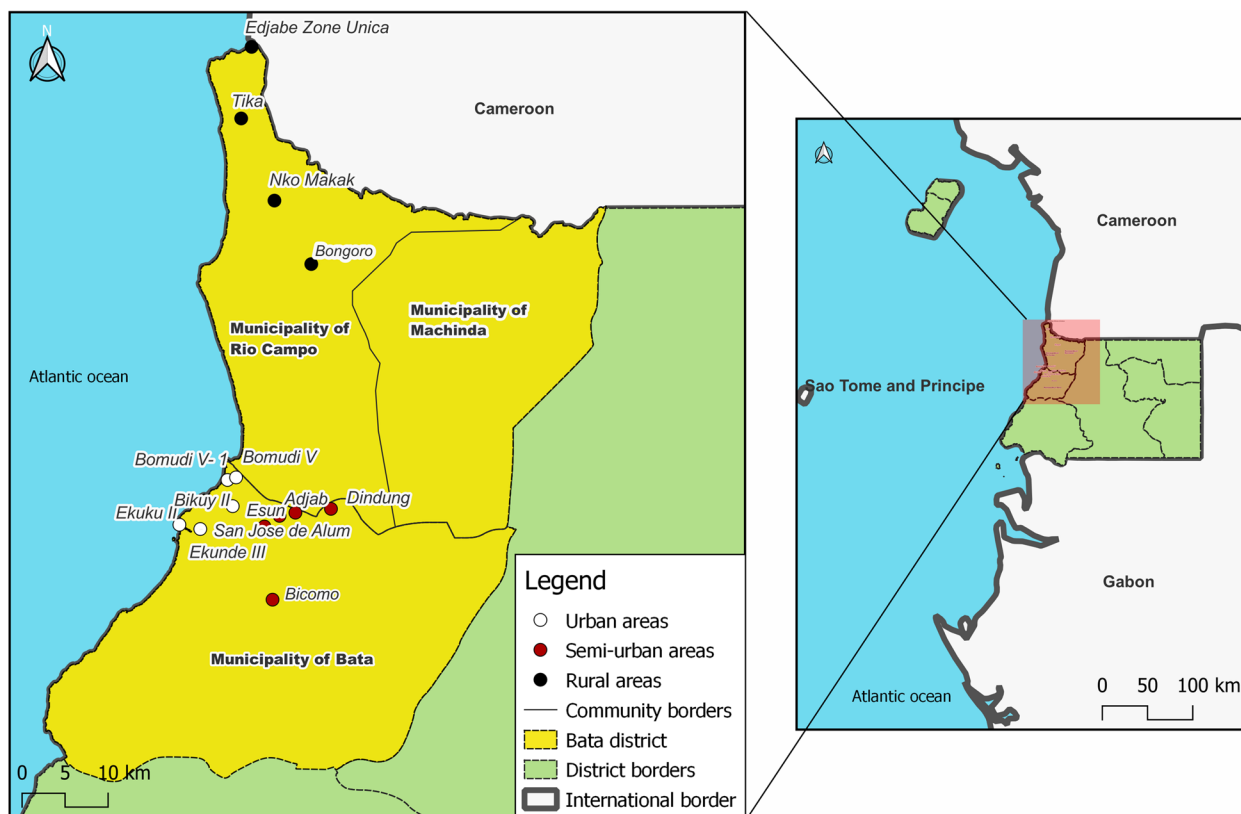 N
Edjabe Zone Unica
Tika
Cameroon
Nko Makak
Bongoro
Municipality of
Machinda
Municipality of
Rio Campo
Atlantic ocean
Bomudi V- 1
Bomudi V
Bikuy II
Esun
Adjab
Dindung
Ekuku II
San Jose de Alum
Ekunde III
Bicomo
Municipality of Bata
0 5 10 km
Legend
Urban areas
Semi-urban areas
Rural areas
Community borders
Bata district
District borders
International border
Cameroon
Sao Tome and Principe
Gabon
Atlantic ocean
0 50 100 km